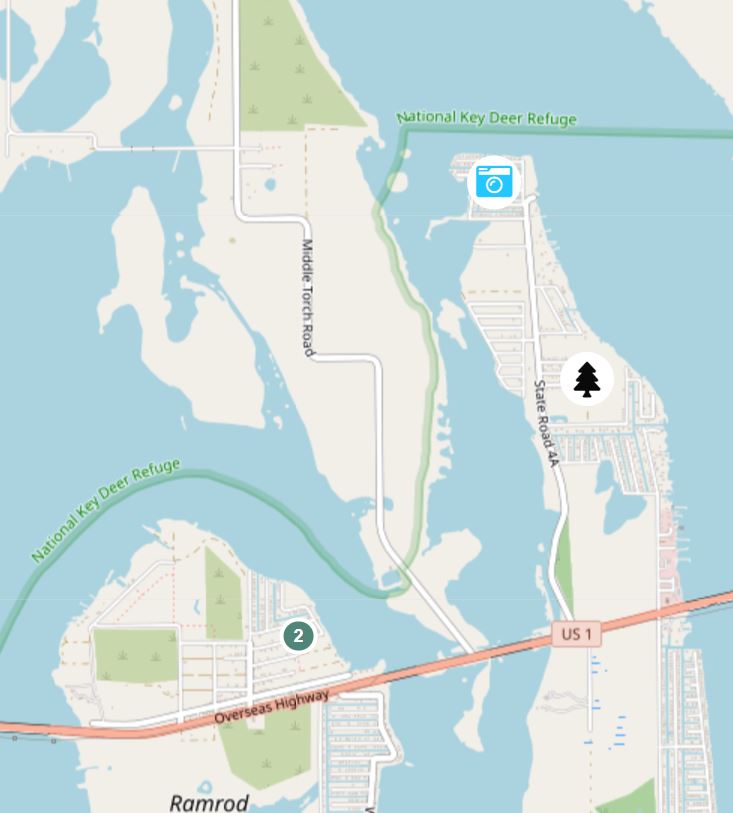 National Key Deer Refuge
Middle Torch Road
State Road 4A
National Key Deer Refuge
2
US 1
Overseas Highway
Ramrod